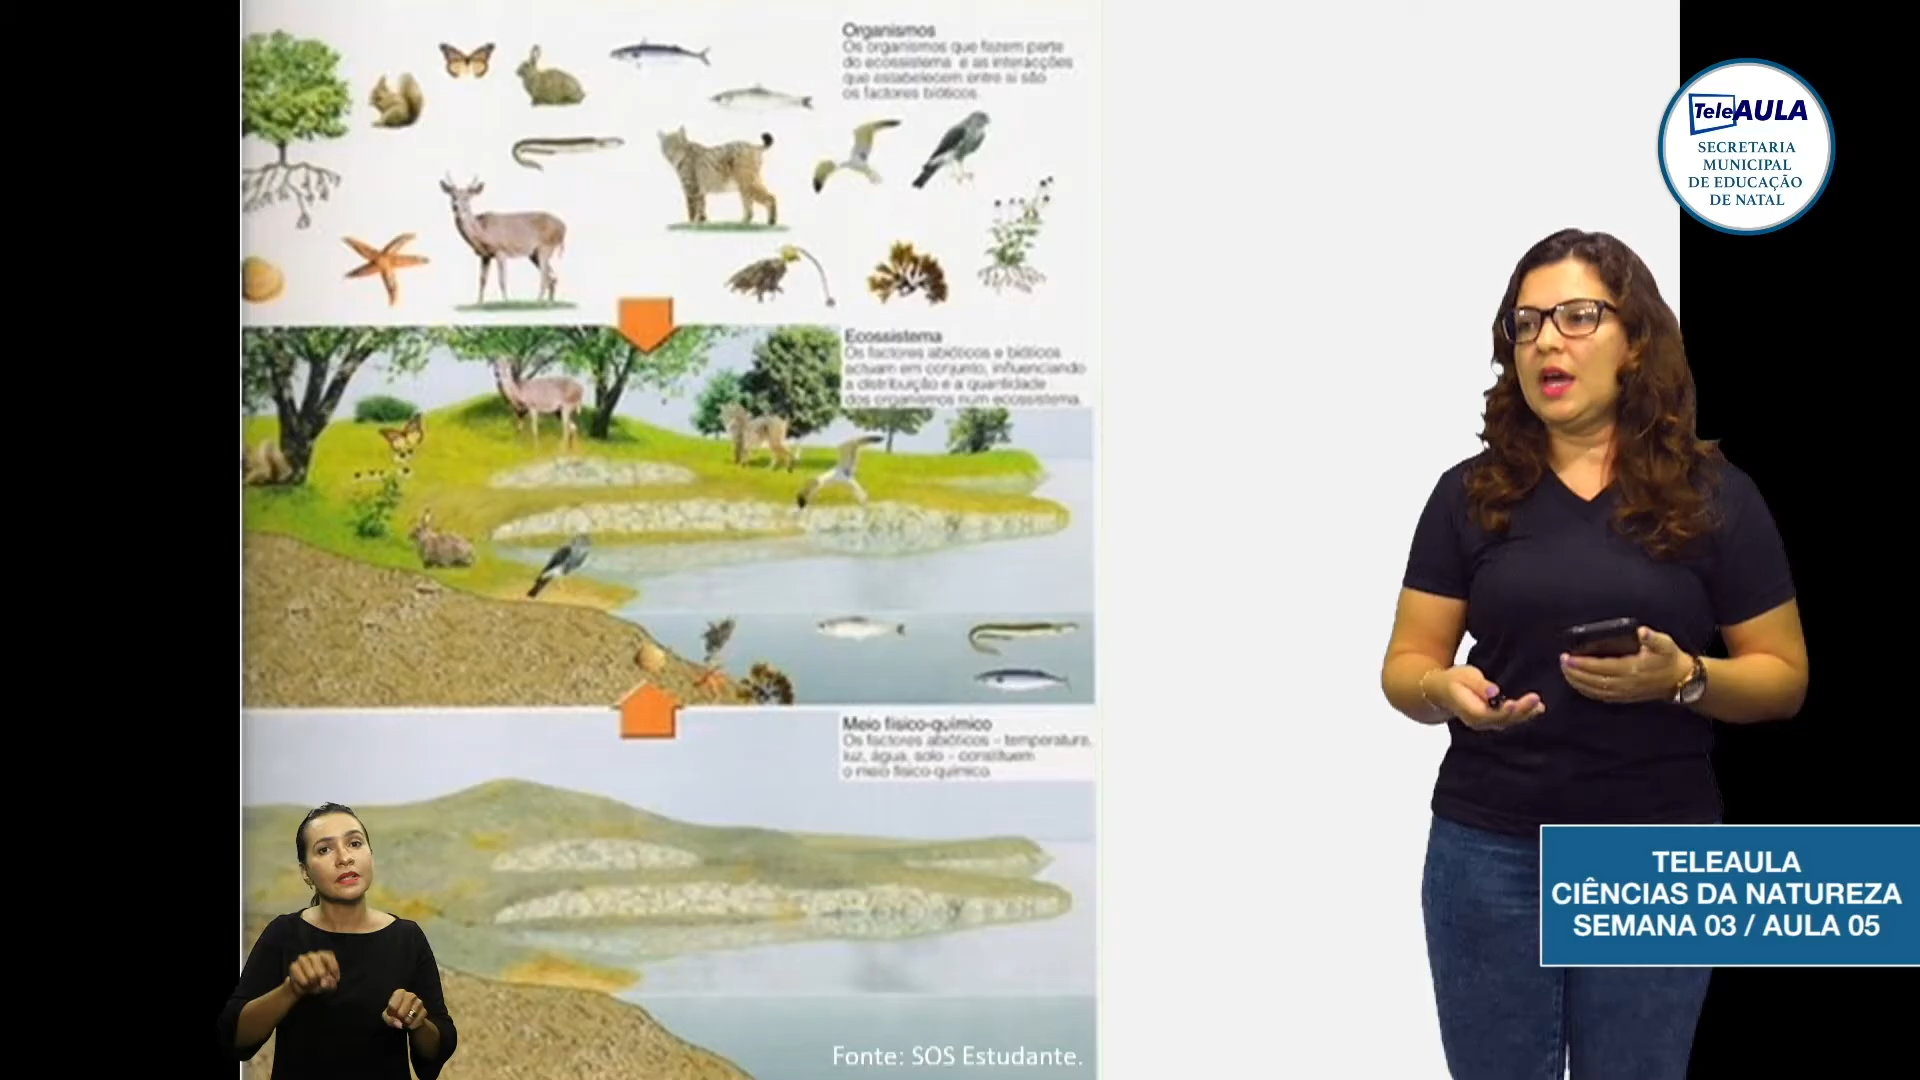 Organismos
Os organismos que fazem parte
do ecossistema e as interacções
que estabelecem entre si são
os factores bióticos.
TeleAULA
SECRETARIA
MUNICIPAL
DE EDUCAÇÃO
DE NATAL
Ecossistema
Os factores abióticos e bióticos
actuam em conjunto, influenciando
a distribuição e a quantidade
dos organismos num ecossistema.
Meio físico-químico
Os factores abióticos - temperatura,
luz, água, solo - constituem
o meio físico-químico.
TELEAULA
CIÊNCIAS DA NATUREZA
SEMANA 03 / AULA 05
Fonte: SOS Estudante.